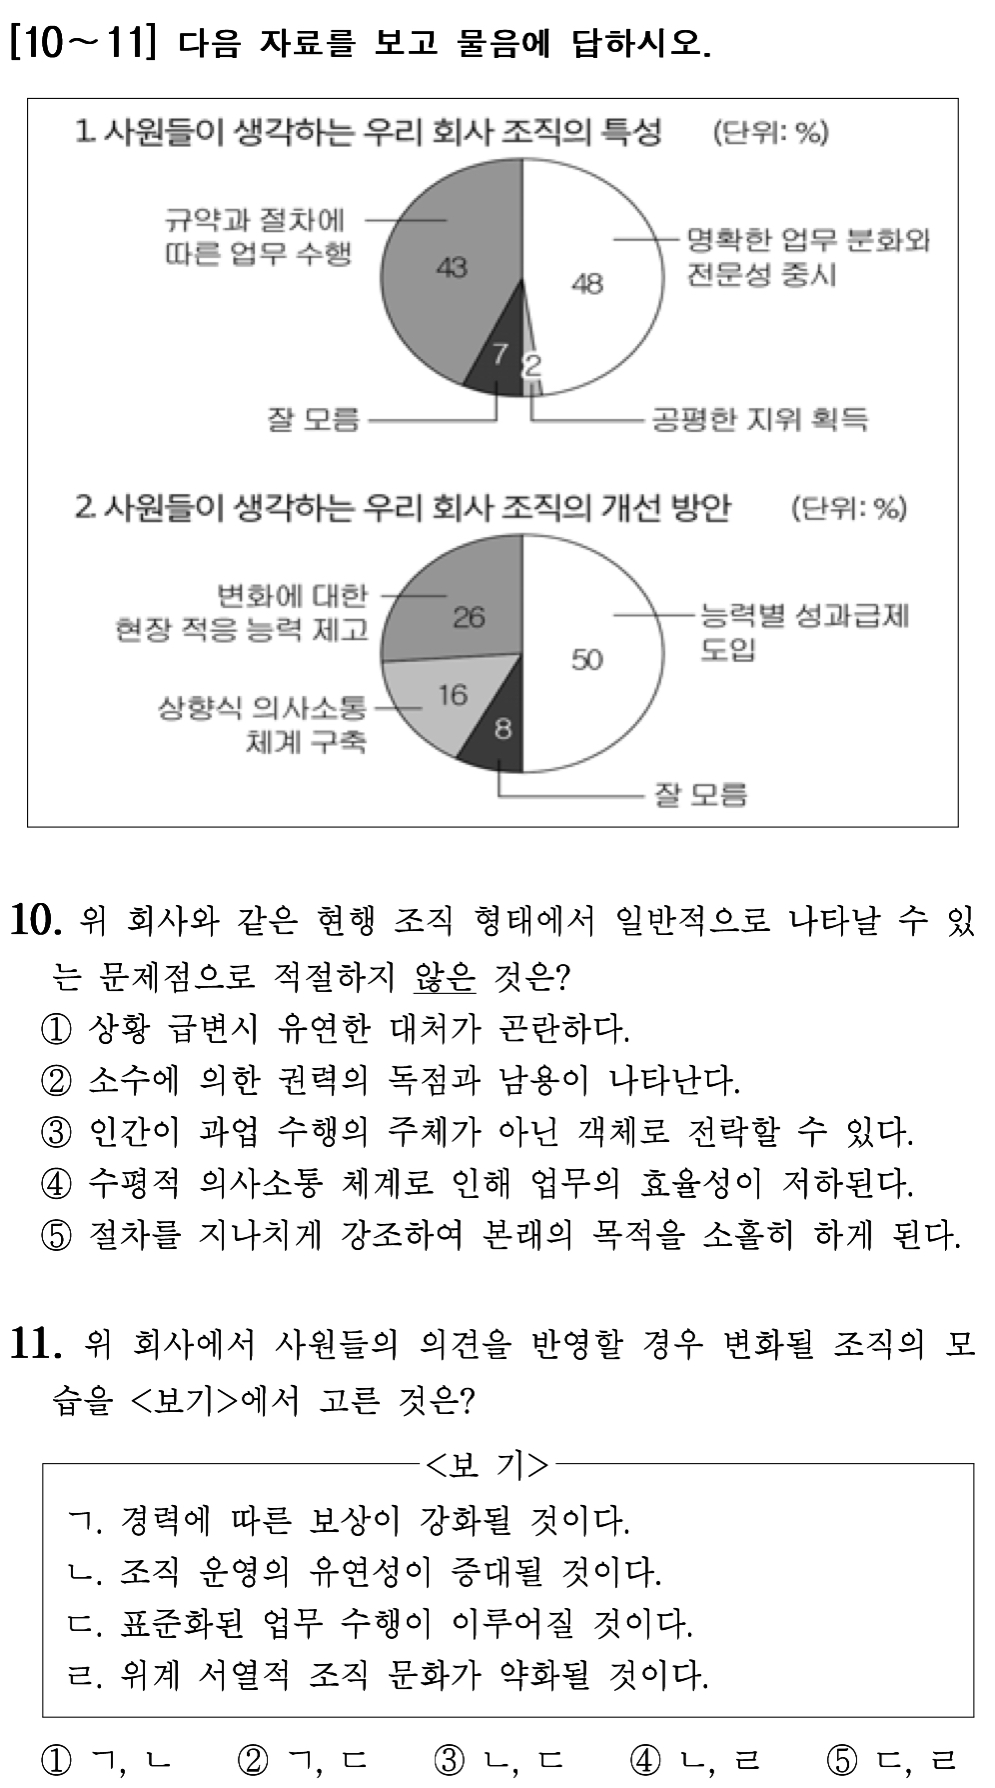 [10～11] 다음 자료를 보고 물음에 답하시오.
1. 사원들이 생각하는 우리 회사 조직의 특성 (단위: %)
규약과 절차에
따른 업무 수행
43
48
명확한 업무 분화와
전문성 중시
7
2
잘 모름
공평한 지위 획득
2. 사원들이 생각하는 우리 회사 조직의 개선 방안 (단위: %)
변화에 대한
현장 적응 능력 제고
26
50
능력별 성과급제
도입
상향식 의사소통
체계 구축
16
8
잘 모름
10. 위 회사와 같은 현행 조직 형태에서 일반적으로 나타날 수 있
는 문제점으로 적절하지 않은 것은?
① 상황 급변시 유연한 대처가 곤란하다.
② 소수에 의한 권력의 독점과 남용이 나타난다.
③ 인간이 과업 수행의 주체가 아닌 객체로 전락할 수 있다.
④ 수평적 의사소통 체계로 인해 업무의 효율성이 저하된다.
⑤ 절차를 지나치게 강조하여 본래의 목적을 소홀히 하게 된다.
11. 위 회사에서 사원들의 의견을 반영할 경우 변화될 조직의 모
습을 <보기>에서 고른 것은?
<보 기>
ㄱ. 경력에 따른 보상이 강화될 것이다.
ㄴ. 조직 운영의 유연성이 증대될 것이다.
ㄷ. 표준화된 업무 수행이 이루어질 것이다.
ㄹ. 위계 서열적 조직 문화가 약화될 것이다.
① ㄱ, ㄴ ② ㄱ, ㄷ ③ ㄴ, ㄷ ④ ㄴ, ㄹ ⑤ ㄷ, ㄹ